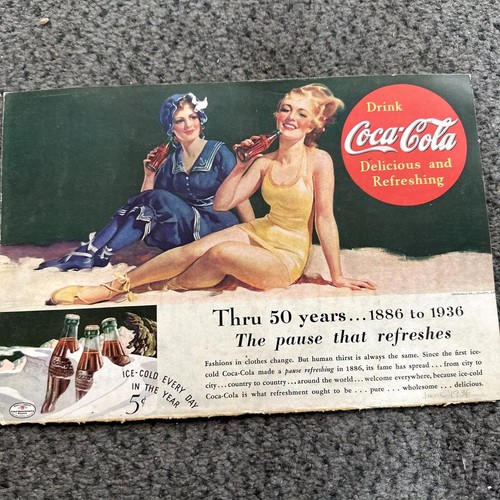 Drink
Coca-Cola
Delicious and
Refreshing
Thru 50 years...1886 to 1936
The pause that refreshes
Fashions in clothes change. But human thirst is always the same. Since the first ice-
cold Coca-Cola made a pause refreshing in 1886, its fame has spread...from city to
city...country to country...around the world...welcome everywhere, because ice-cold
Coca-Cola is what refreshment ought to be...pure...wholesome...delicious.
ICE-COLD EVERY DAY
IN THE YEAR
5¢